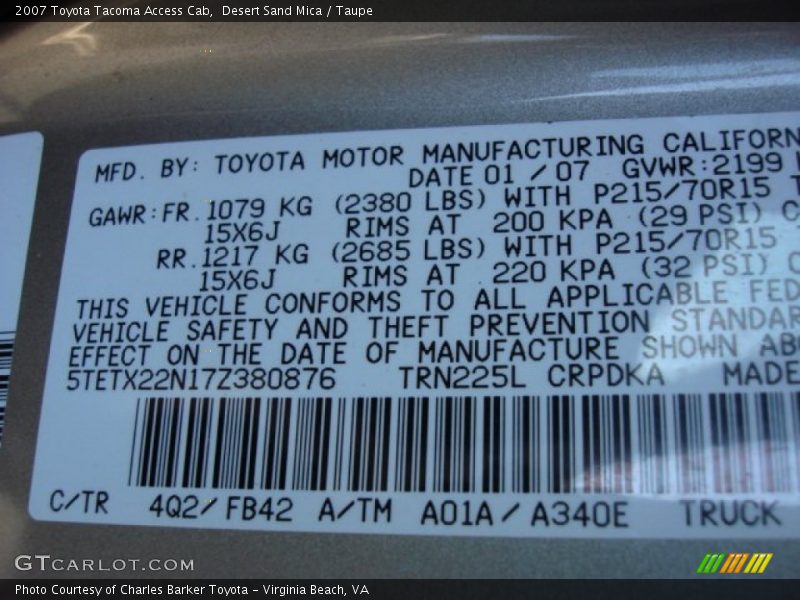 2007 Toyota Tacoma Access Cab, Desert Sand Mica / Taupe
MFD. BY: TOYOTA MOTOR MANUFACTURING CALIFORN
DATE 01 / 07 GVWR:2199
GAWR:FR.1079 KG (2380 LBS) WITH P215/70R15
15X6J RIMS AT 200 KPA (29 PSI) C
RR.1217 KG (2685 LBS) WITH P215/70R15
15X6J RIMS AT 220 KPA (32 PSI) C
THIS VEHICLE CONFORMS TO ALL APPLICABLE FED
VEHICLE SAFETY AND THEFT PREVENTION STANDAR
EFFECT ON THE DATE OF MANUFACTURE SHOWN ABO
5TETX22N17Z380876 TRN225L CRPDKA MADE
C/TR 4Q2/FB42 A/TM A01A/A340E TRUCK
GTCARLOT.COM
Photo Courtesy of Charles Barker Toyota - Virginia Beach, VA